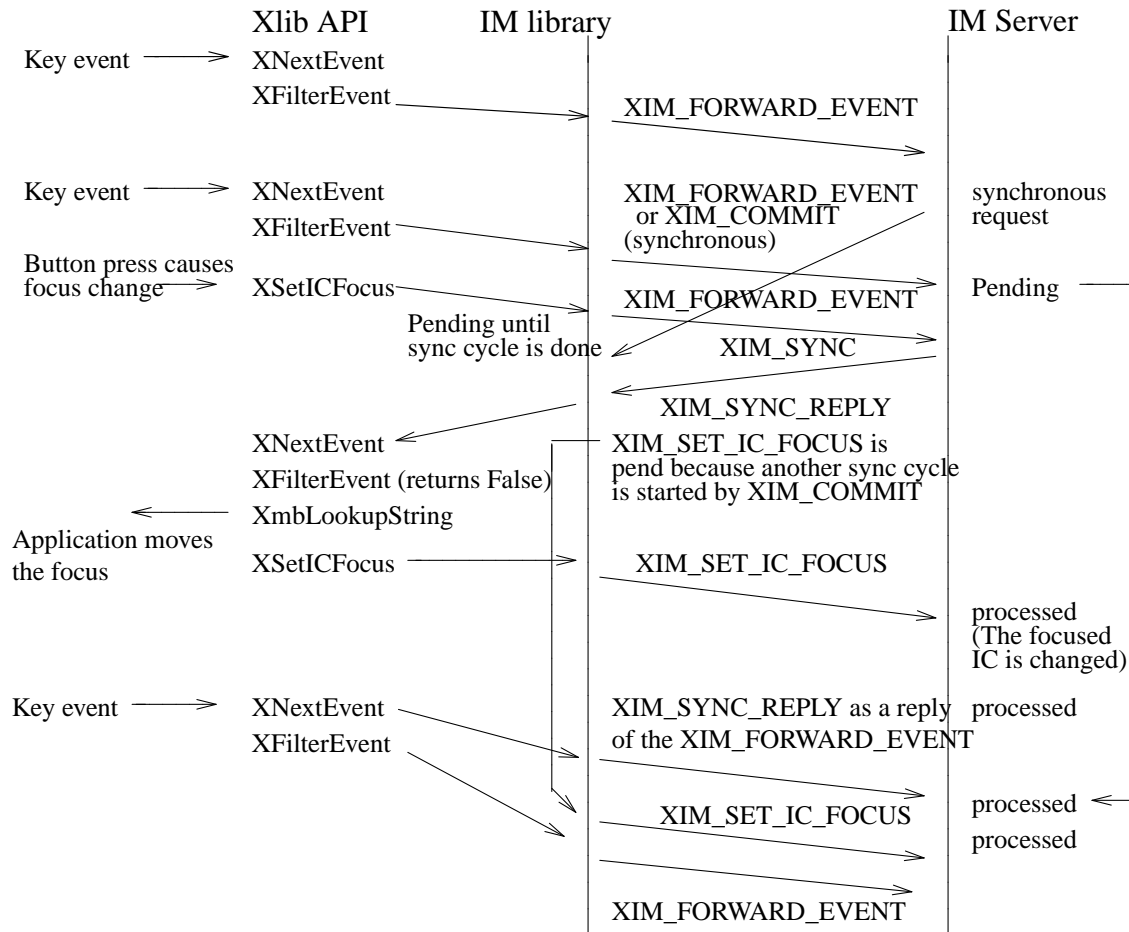 Xlib API
IM library
IM Server
Key event
XNextEvent
XFilterEvent
XIM_FORWARD_EVENT
Key event
XNextEvent
XIM_FORWARD_EVENT
synchronous
XFilterEvent
or XIM_COMMIT
request
(synchronous)
Button press causes
focus change
XSetICFocus
Pending
XIM_FORWARD_EVENT
Pending until
sync cycle is done
XIM_SYNC
XIM_SYNC_REPLY
XNextEvent
XIM_SET_IC_FOCUS is
XFilterEvent (returns False)
pend because another sync cycle
is started by XIM_COMMIT
XmbLookupString
Application moves
the focus
XSetICFocus
XIM_SET_IC_FOCUS
processed
(The focused
IC is changed)
Key event
XNextEvent
XIM_SYNC_REPLY as a reply
processed
XFilterEvent
of the XIM_FORWARD_EVENT
processed
XIM_SET_IC_FOCUS
processed
XIM_FORWARD_EVENT